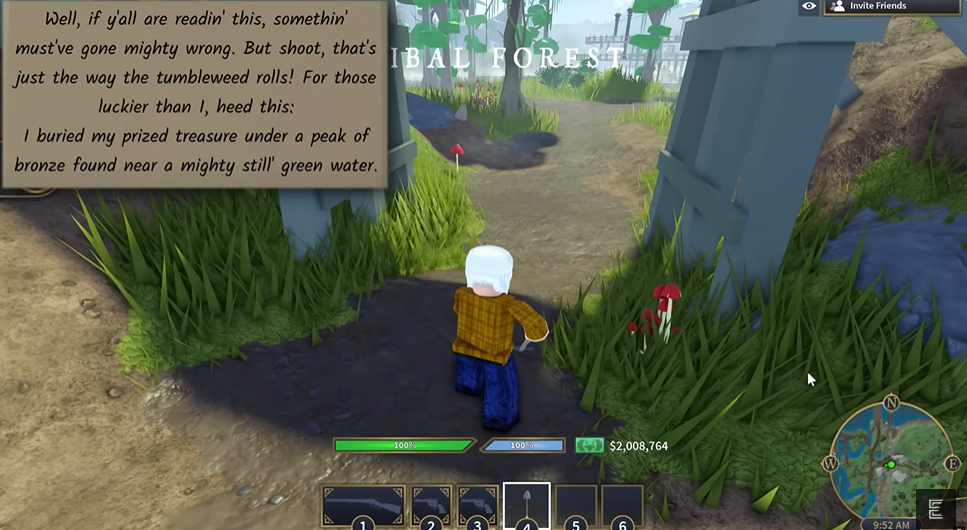 Well, if y'all are readin' this, somethin'
must've gone mighty wrong. But shoot, that's
just the way the tumbleweed rolls! For those
luckier than I, heed this:
I buried my prized treasure under a peak of
bronze found near a mighty still' green water.
Invite Friends
IBAL FOREST
100%
100%
$2,008,764
N
W
E
1
2
3
4
5
6
9:52 AM
E